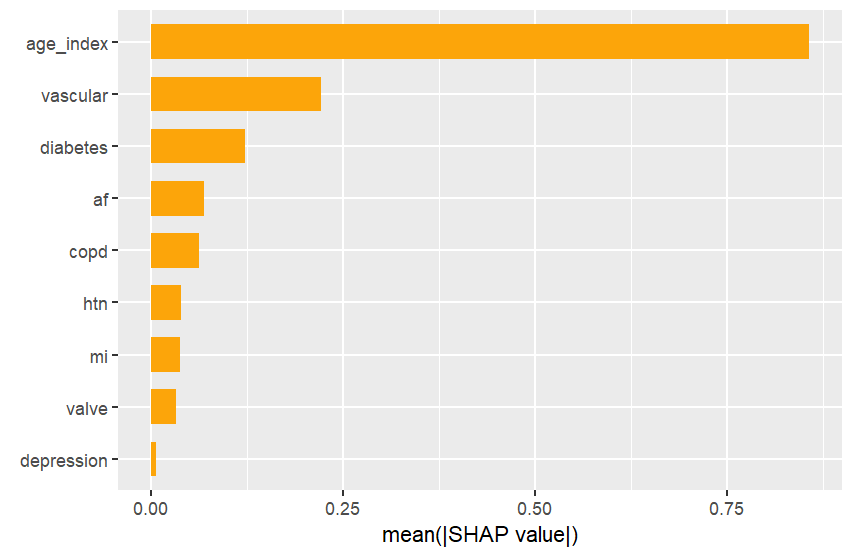 age_index
vascular
diabetes
af
copd
htn
mi
valve
depression
0.00 0.25 0.50 0.75
mean(|SHAP value|)